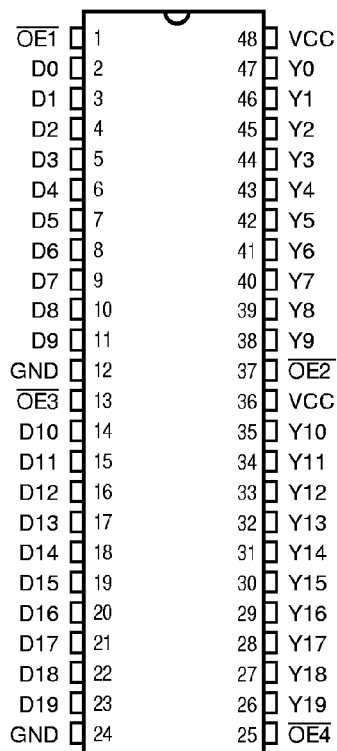 OE1 1 48 VCC
D0 2 47 Y0
D1 3 46 Y1
D2 4 45 Y2
D3 5 44 Y3
D4 6 43 Y4
D5 7 42 Y5
D6 8 41 Y6
D7 9 40 Y7
D8 10 39 Y8
D9 11 38 Y9
GND 12 37 OE2
OE3 13 36 VCC
D10 14 35 Y10
D11 15 34 Y11
D12 16 33 Y12
D13 17 32 Y13
D14 18 31 Y14
D15 19 30 Y15
D16 20 29 Y16
D17 21 28 Y17
D18 22 27 Y18
D19 23 26 Y19
GND 24 25 OE4